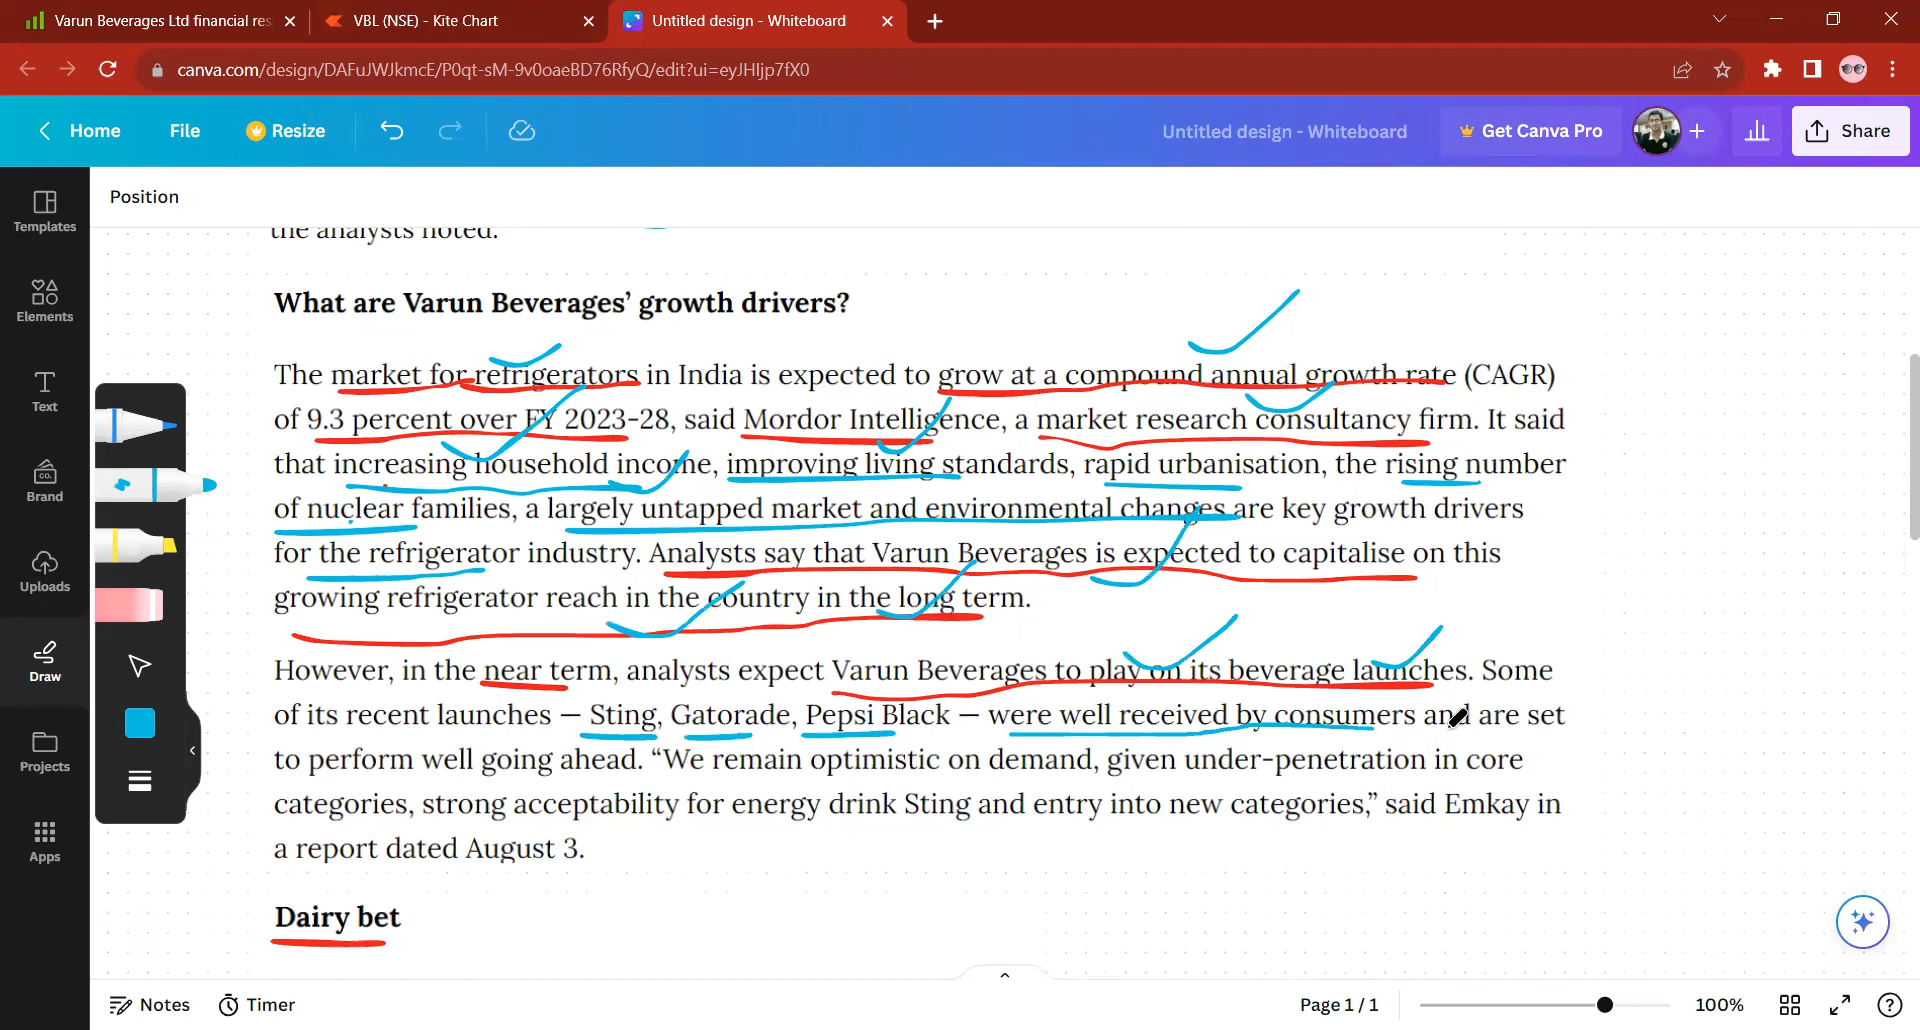 Varun Beverages Ltd financial res
VBL (NSE) - Kite Chart
Untitled design - Whiteboard
canva.com/design/DAFuJWJkmcE/P0qt-sM-9v0oaeBD76RfyQ/edit?ui=eyJHIjp7fX0
Home
File
Resize
Untitled design - Whiteboard
Get Canva Pro
Share
Position
Templates
Elements
Text
Brand
Uploads
Draw
Projects
Apps
the analysts noted.
What are Varun Beverages’ growth drivers?
The market for refrigerators in India is expected to grow at a compound annual growth rate (CAGR)
of 9.3 percent over FY 2023-28, said Mordor Intelligence, a market research consultancy firm. It said
that increasing household income, improving living standards, rapid urbanisation, the rising number
of nuclear families, a largely untapped market and environmental changes are key growth drivers
for the refrigerator industry. Analysts say that Varun Beverages is expected to capitalise on this
growing refrigerator reach in the country in the long term.
However, in the near term, analysts expect Varun Beverages to play on its beverage launches. Some
of its recent launches — Sting, Gatorade, Pepsi Black — were well received by consumers and are set
to perform well going ahead. “We remain optimistic on demand, given under-penetration in core
categories, strong acceptability for energy drink Sting and entry into new categories,” said Emkay in
a report dated August 3.
Dairy bet
Notes
Timer
Page 1 / 1
100%